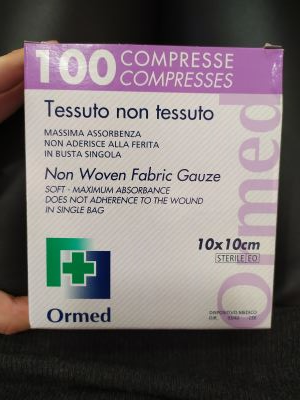 100 COMPRESSE
COMPRESSES
Tessuto non tessuto
MASSIMA ASSORBENZA
NON ADERISCE ALLA FERITA
IN BUSTA SINGOLA
Non Woven Fabric Gauze
SOFT - MAXIMUM ABSORBANCE
DOES NOT ADHERENCE TO THE WOUND
IN SINGLE BAG
10x10cm
STERILE EO
Ormed
Ormed
DISPOSITIVO MEDICO